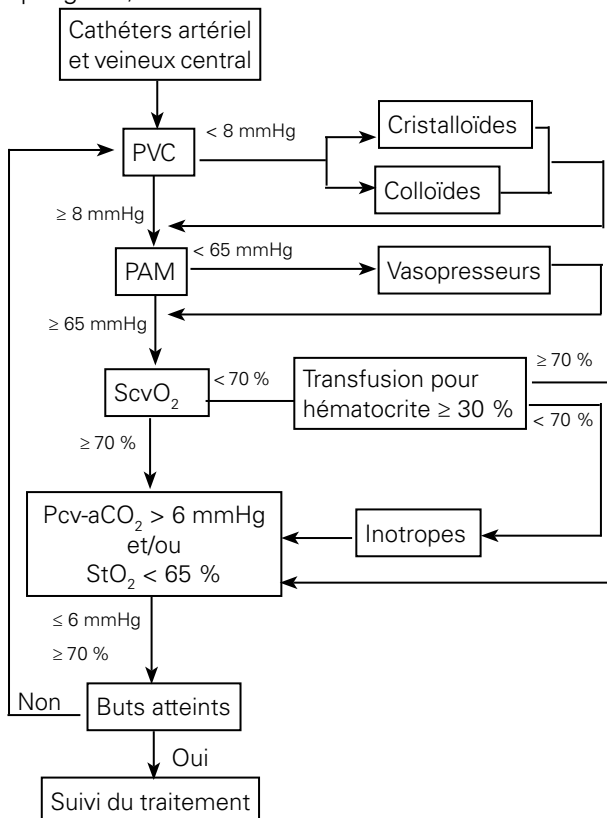 Cathéters artériel
et veineux central
PVC
< 8 mmHg
Cristalloïdes
Colloïdes
≥ 8 mmHg
PAM
< 65 mmHg
Vasopresseurs
≥ 65 mmHg
ScvO₂
< 70 %
Transfusion pour
hématocrite ≥ 30 %
≥ 70 %
< 70 %
≥ 70 %
Pcv-aCO₂ > 6 mmHg
et/ou
StO₂ < 65 %
Inotropes
≤ 6 mmHg
≥ 70 %
Non
Buts atteints
Oui
Suivi du traitement